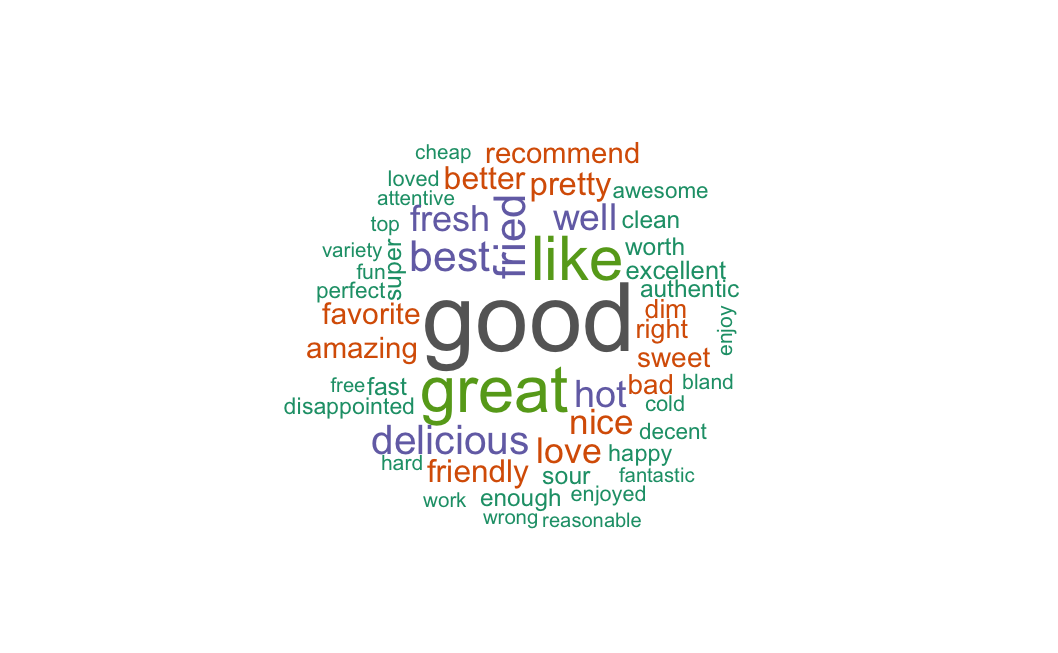 cheap recommend
loved better pretty awesome
attentive
top fresh fried well clean
variety super best like worth
fun excellent
perfect good authentic
favorite dim enjoy
right
amazing sweet
free fast great hot bad bland
disappointed cold
nice
delicious love decent
hard friendly happy
sour fantastic
work enough enjoyed
wrong reasonable